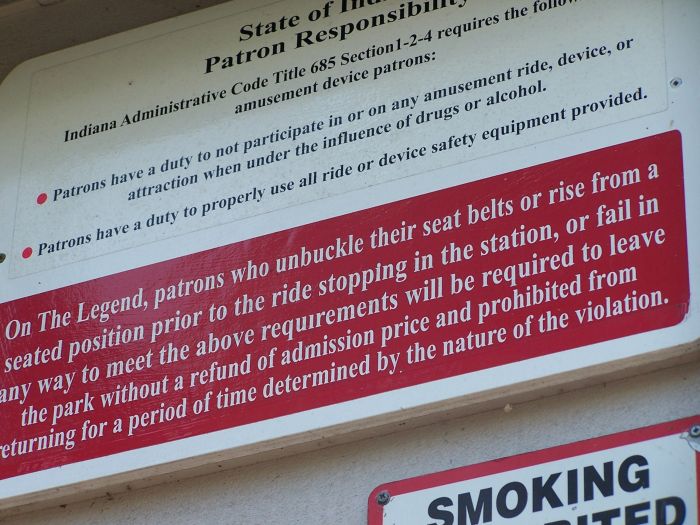 State of
Patron Responsibility
Indiana Administrative Code Title 685 Section1-2-4 requires the
amusement device patrons:
Patrons have a duty to not participate in or on any amusement ride, device, or
attraction when under the influence of drugs or alcohol.
Patrons have a duty to properly use all ride or device safety equipment provided.
On The Legend, patrons who unbuckle their seat belts or rise from a
seated position prior to the ride stopping in the station, or fail in
any way to meet the above requirements will be required to leave
the park without a refund of admission price and prohibited from
returning for a period of time determined by the nature of the violation.
SMOKING